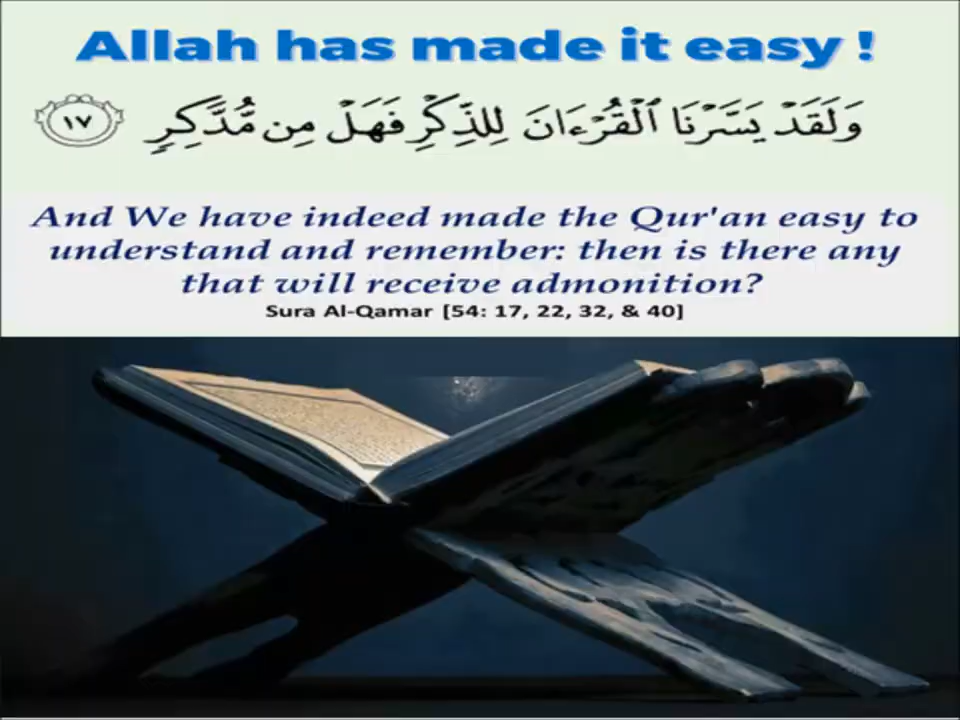 Allah has made it easy !
وَلَقَدْ يَسَّرْنَا ٱلْقُرْءَانَ لِلذِّكْرِ فَهَلْ مِن مُّدَّكِرٍ ١٧
And We have indeed made the Qur'an easy to
understand and remember: then is there any
that will receive admonition?
Sura Al-Qamar [54: 17, 22, 32, & 40]